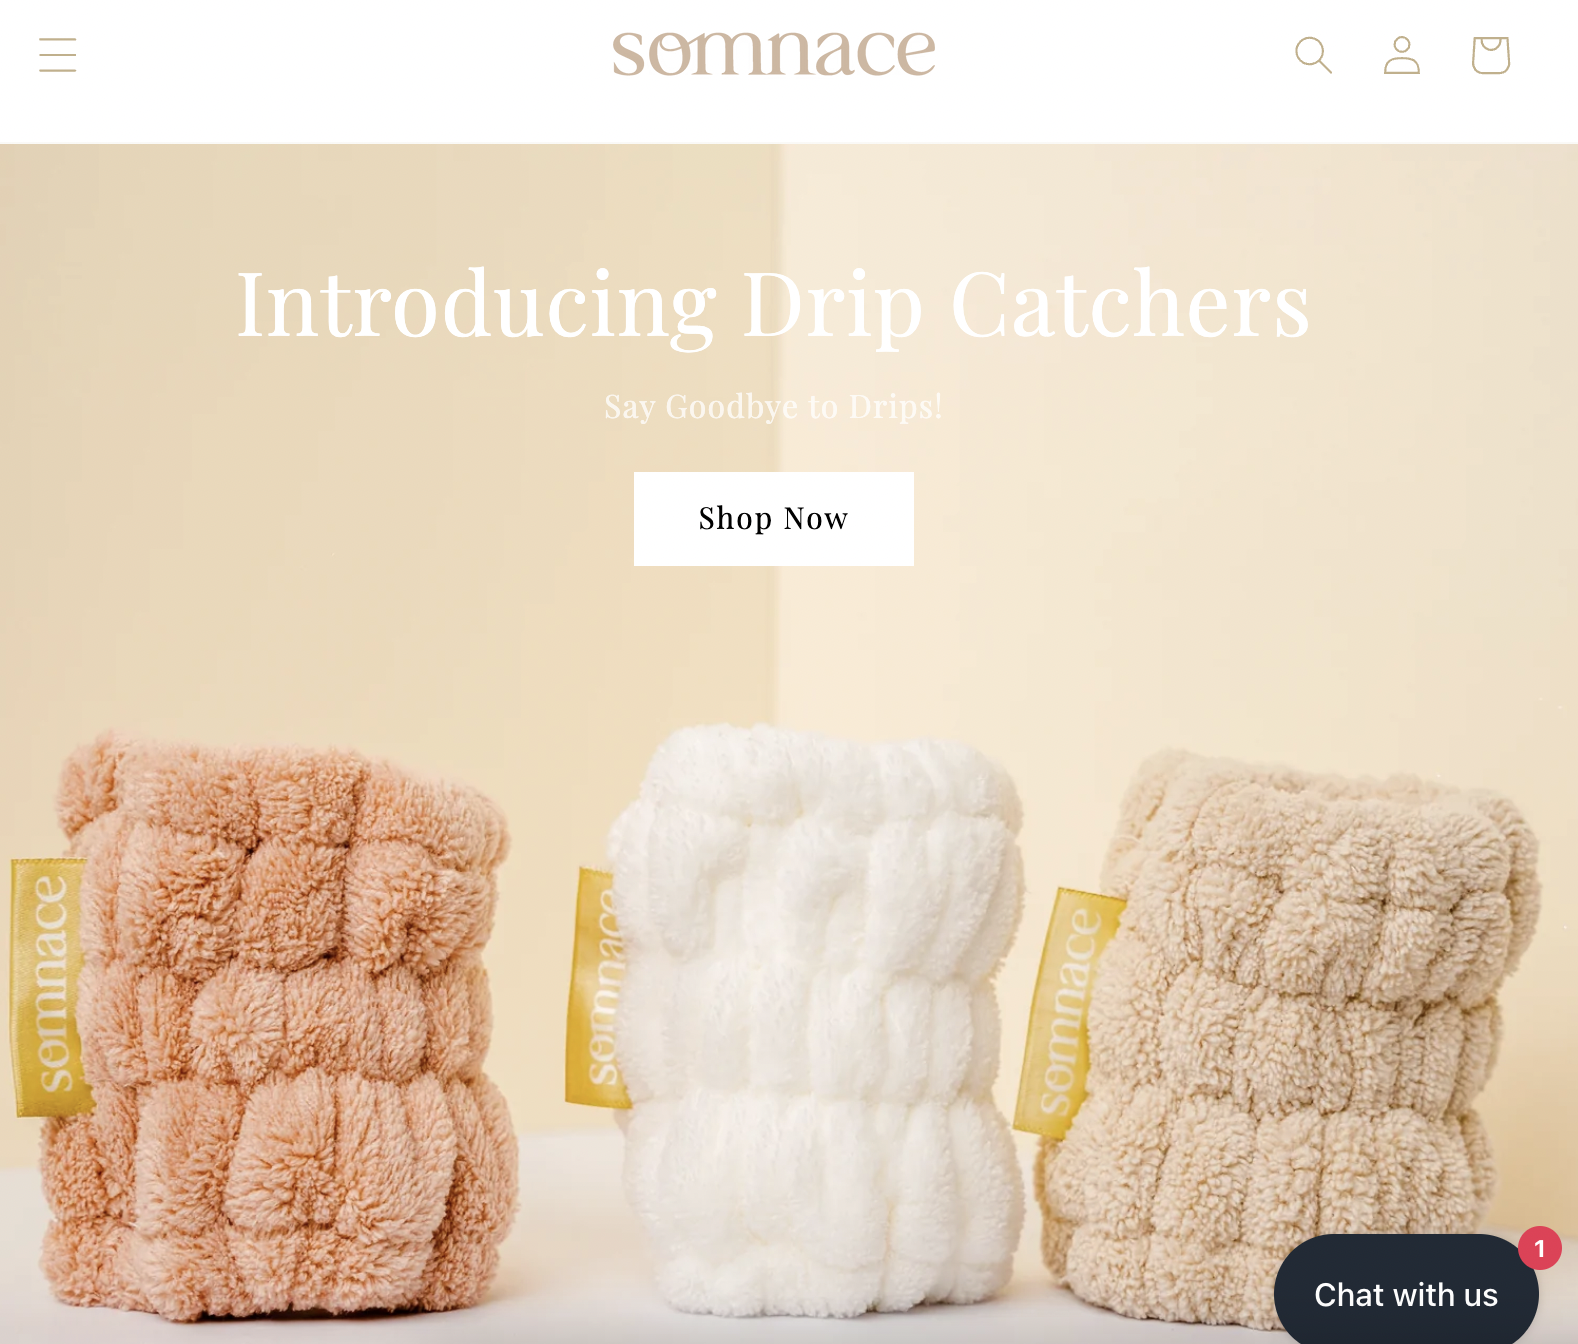 somnace
Introducing Drip Catchers
Say Goodbye to Drips!
Shop Now
somnace
somnace
somnace
1
Chat with us